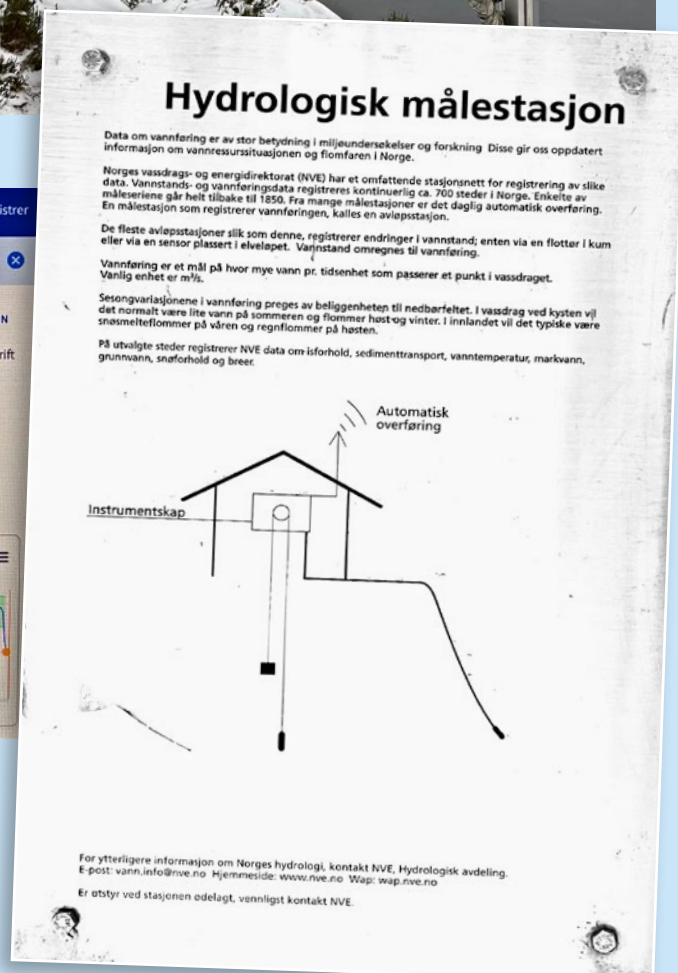 Hydrologisk målestasjon
Data om vannføring er av stor betydning i miljøundersøkelser og forskning Disse gir oss oppdatert
informasjon om vannressurssituasjonen og flomfaren i Norge.
Norges vassdrags- og energidirektorat (NVE) har et omfattende stasjonsnett for registrering av slike
data. Vannstands- og vannføringsdata registreres kontinuerlig ca. 700 steder i Norge. Enkelte av
måleseriene går helt tilbake til 1850. Fra mange målestasjoner er det daglig automatisk overføring.
En målestasjon som registrerer vannføringen, kalles en avløpsstasjon.
De fleste avløpsstasjoner slik som denne, registrerer endringer i vannstand; enten via en flottør i kum
eller via en sensor plassert i elveløpet. Vannstand omregnes til vannføring.
Vannføring er et mål på hvor mye vann pr. tidsenhet som passerer et punkt i vassdraget.
Vanlig enhet er m³/s.
Sesongvariasjonene i vannføring preges av beliggenheten til nedbørfeltet. I vassdrag ved kysten vil
det normalt være lite vann på sommeren og flommer høst og vinter. I innlandet vil det typiske være
snøsmelteflommer på våren og regnflommer på høsten.
På utvalgte steder registrerer NVE data om isforhold, sedimenttransport, vanntemperatur, markvann,
grunnvann, snøforhold og breer.
Automatisk
overføring
Instrumentskap
For ytterligere informasjon om Norges hydrologi, kontakt NVE, Hydrologisk avdeling.
E-post: vann.info@nve.no Hjemmeside: www.nve.no Wap: wap.nve.no
Er utstyr ved stasjonen ødelagt, vennligst kontakt NVE.
istrer
N
rift